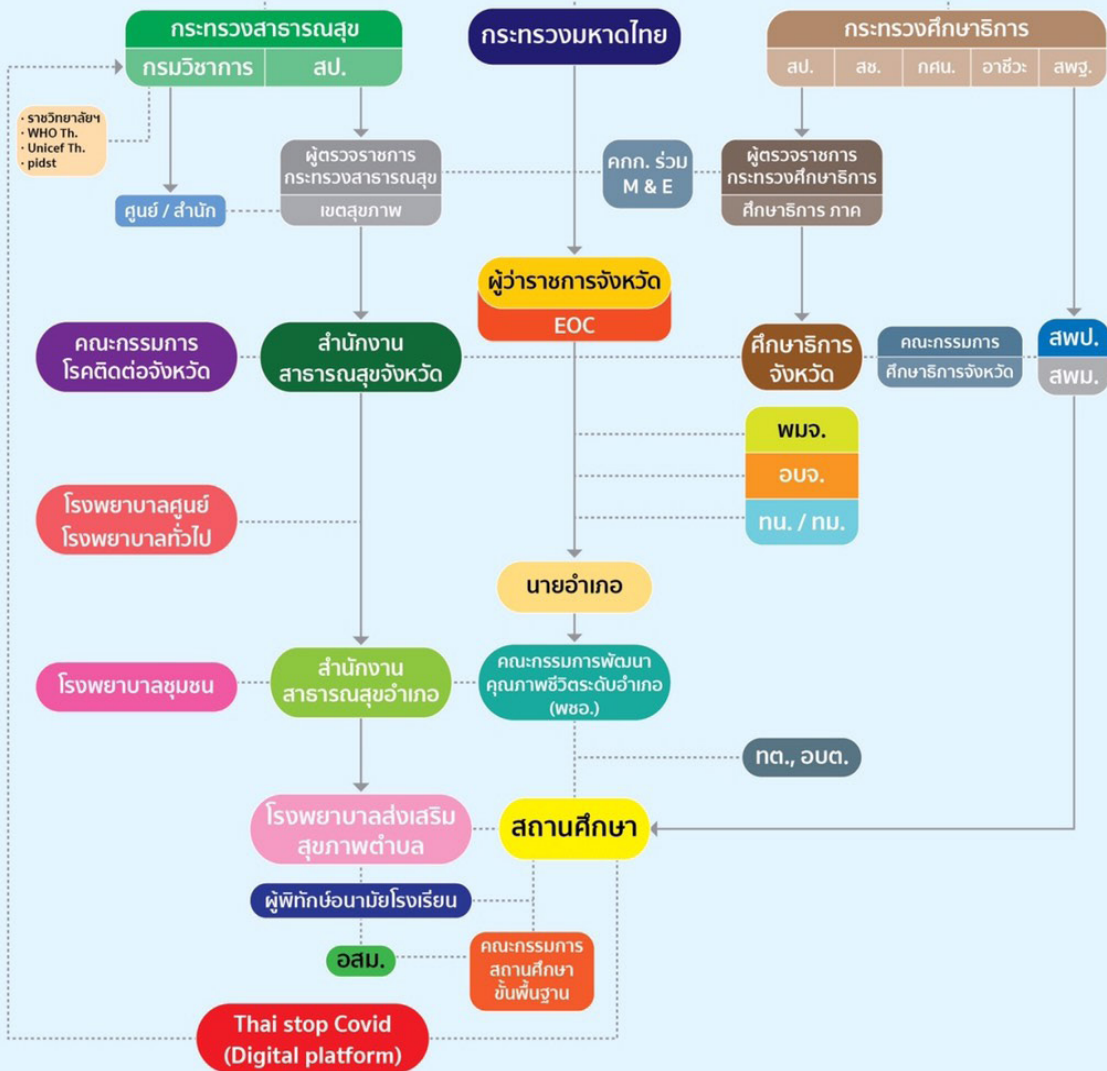 กระทรวงสาธารณสุข
กรมวิชาการ
สป.
กระทรวงมหาดไทย
กระทรวงศึกษาธิการ
สป.
สช.
กศน.
อาชีวะ
สพฐ.
· ราชวิทยาลัยฯ
· WHO Th.
· Unicef Th.
· pidst
ผู้ตรวจราชการ
กระทรวงสาธารณสุข
เขตสุขภาพ
คกก. ร่วม
M & E
ผู้ตรวจราชการ
กระทรวงศึกษาธิการ
ศึกษาธิการ ภาค
ศูนย์ / สำนัก
ผู้ว่าราชการจังหวัด
EOC
คณะกรรมการ
โรคติดต่อจังหวัด
สำนักงาน
สาธารณสุขจังหวัด
ศึกษาธิการ
จังหวัด
คณะกรรมการ
ศึกษาธิการจังหวัด
สพป.
สพม.
พมจ.
อบจ.
ทน. / ทม.
โรงพยาบาลศูนย์
โรงพยาบาลทั่วไป
นายอำเภอ
โรงพยาบาลชุมชน
สำนักงาน
สาธารณสุขอำเภอ
คณะกรรมการพัฒนา
คุณภาพชีวิตระดับอำเภอ
(พชอ.)
ทต., อบต.
โรงพยาบาลส่งเสริม
สุขภาพตำบล
สถานศึกษา
ผู้พิทักษ์อนามัยโรงเรียน
อสม.
คณะกรรมการ
สถานศึกษา
ขั้นพื้นฐาน
Thai stop Covid
(Digital platform)